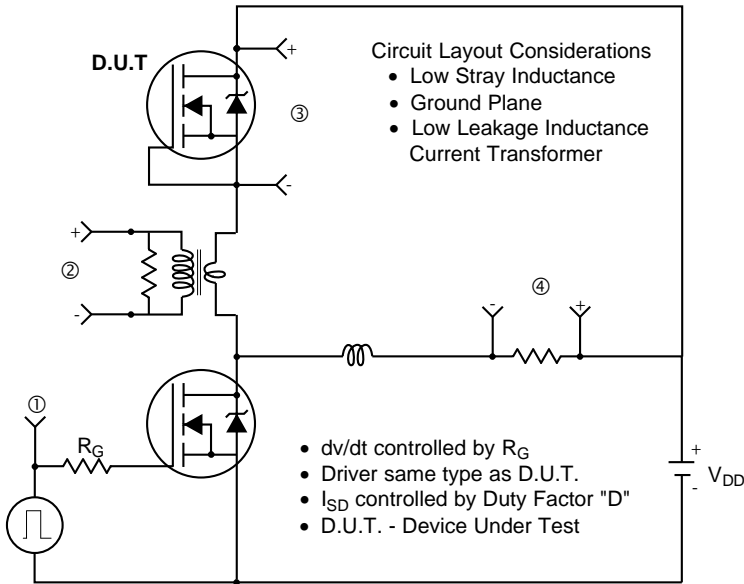 D.U.T
+
③
-
Circuit Layout Considerations
• Low Stray Inductance
• Ground Plane
• Low Leakage Inductance
Current Transformer
+
②
-
④
-
+
①
R_G
• dv/dt controlled by R_G
• Driver same type as D.U.T.
• I_SD controlled by Duty Factor "D"
• D.U.T. - Device Under Test
+
-
V_DD